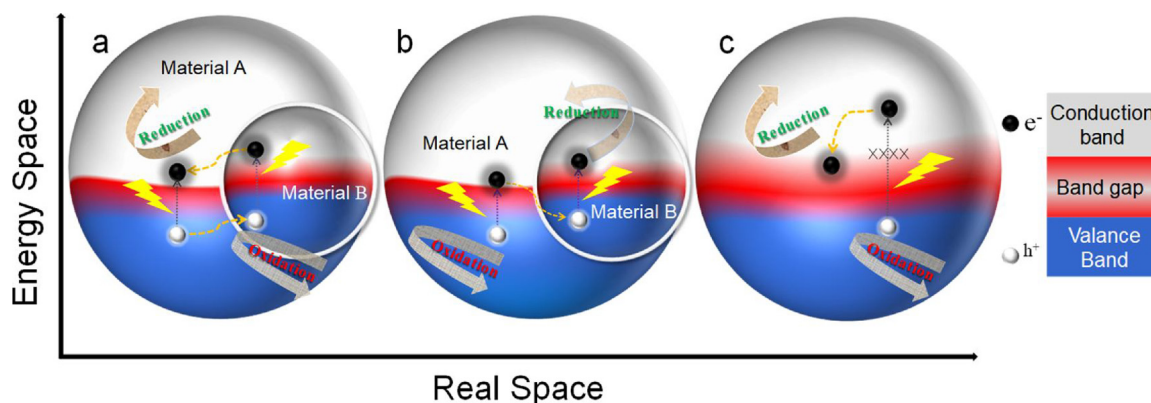 a
Material A
Reduction
Material B
Oxidation
b
Material A
Reduction
Material B
Oxidation
c
Reduction
XXXX
Oxidation
e-
h+
Conduction
band
Band gap
Valance
Band
Energy Space
Real Space